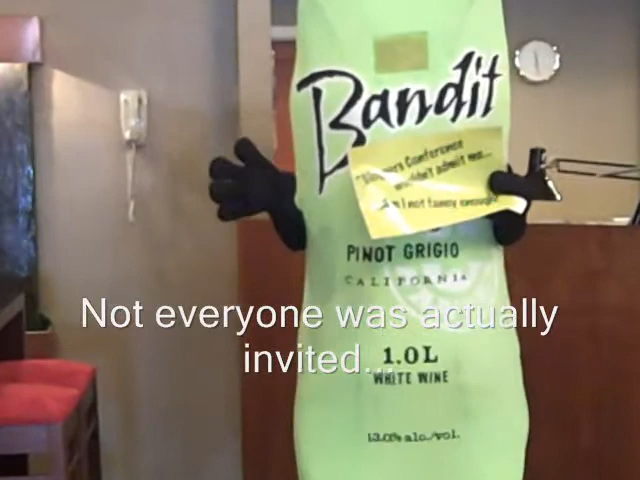 Bandit
Conference
wouldn't admit me...
I not fancy enough?
PINOT GRIGIO
CALIFORNIA
Not everyone was actually
invited...
1.0L
WHITE WINE
13.0% alc./vol.